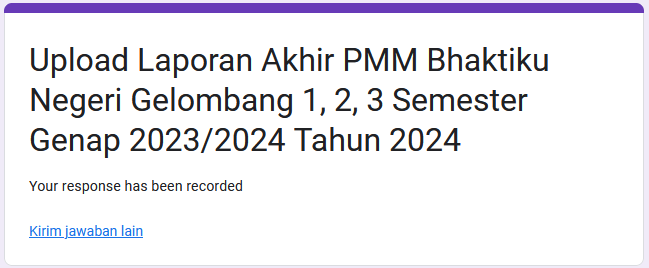 Upload Laporan Akhir PMM Bhaktiku
Negeri Gelombang 1, 2, 3 Semester
Genap 2023/2024 Tahun 2024
Your response has been recorded
Kirim jawaban lain